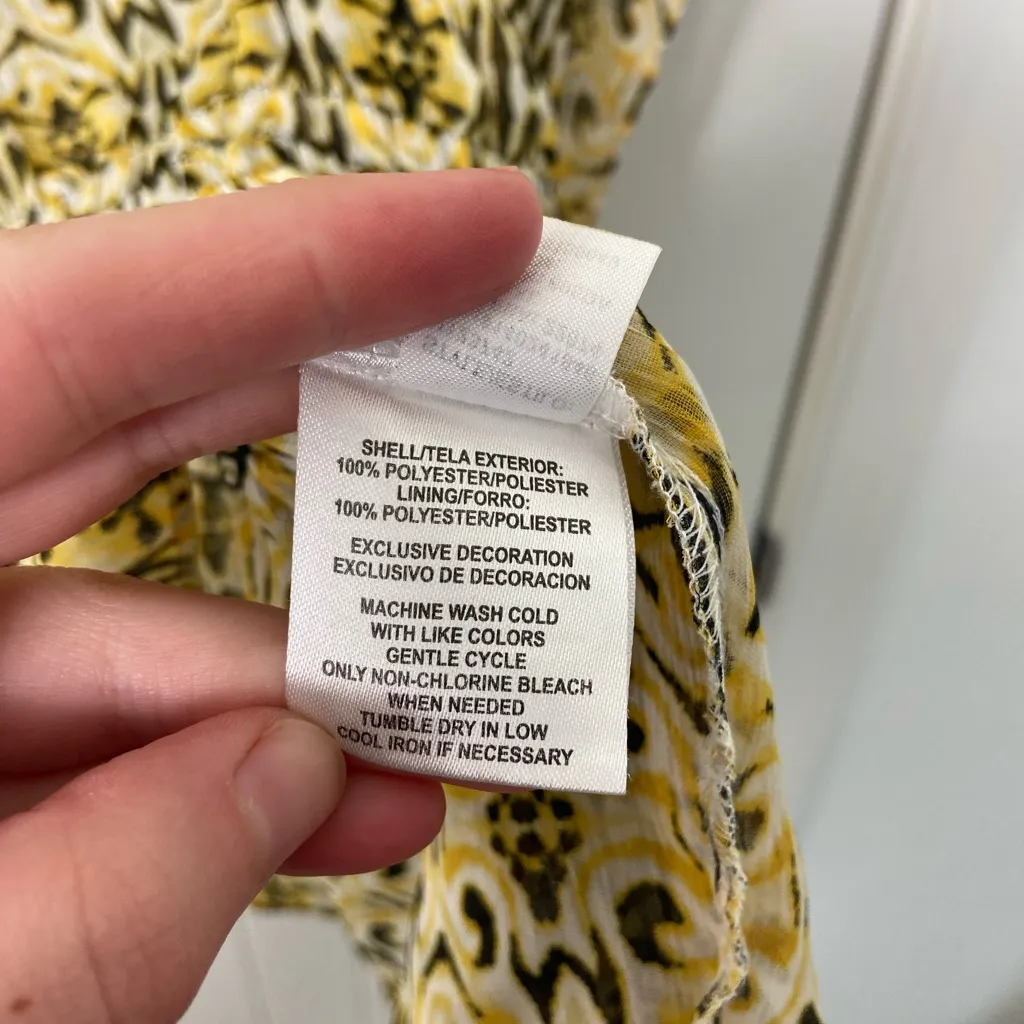 SHELL/TELA EXTERIOR:
100% POLYESTER/POLIESTER
LINING/FORRO:
100% POLYESTER/POLIESTER
EXCLUSIVE DECORATION
EXCLUSIVO DE DECORACION
MACHINE WASH COLD
WITH LIKE COLORS
GENTLE CYCLE
ONLY NON-CHLORINE BLEACH
WHEN NEEDED
TUMBLE DRY IN LOW
COOL IRON IF NECESSARY